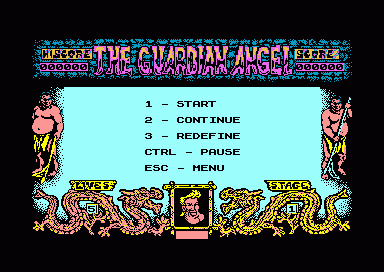 HISCORE THE GUARDIAN ANGEL SCORE
000000 000000
1 - START
2 - CONTINUE
3 - REDEFINE
CTRL - PAUSE
ESC - MENU
LIVES STAGE